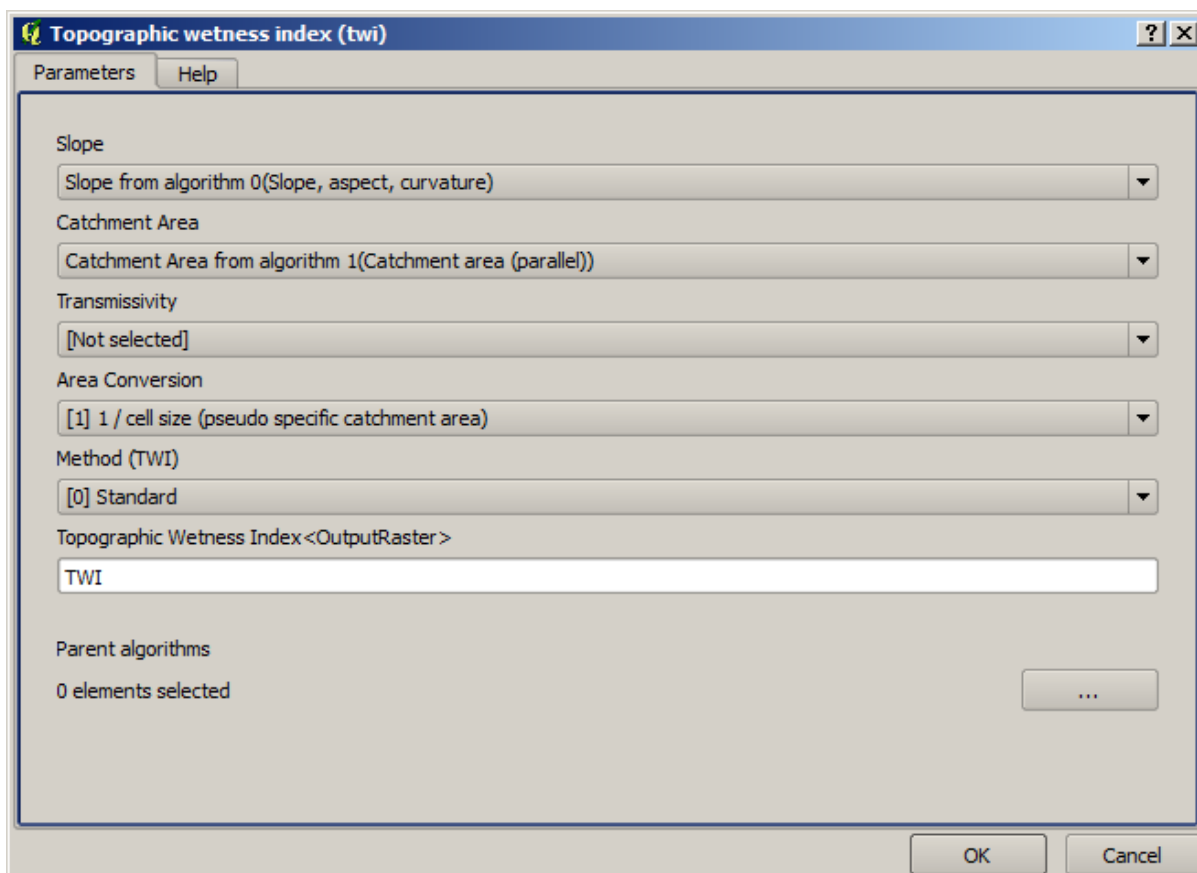 Topographic wetness index (twi)
Parameters Help
Slope
Slope from algorithm 0(Slope, aspect, curvature)
Catchment Area
Catchment Area from algorithm 1(Catchment area (parallel))
Transmissivity
[Not selected]
Area Conversion
[1] 1 / cell size (pseudo specific catchment area)
Method (TWI)
[0] Standard
Topographic Wetness Index<OutputRaster>
TWI
Parent algorithms
0 elements selected ...
OK Cancel